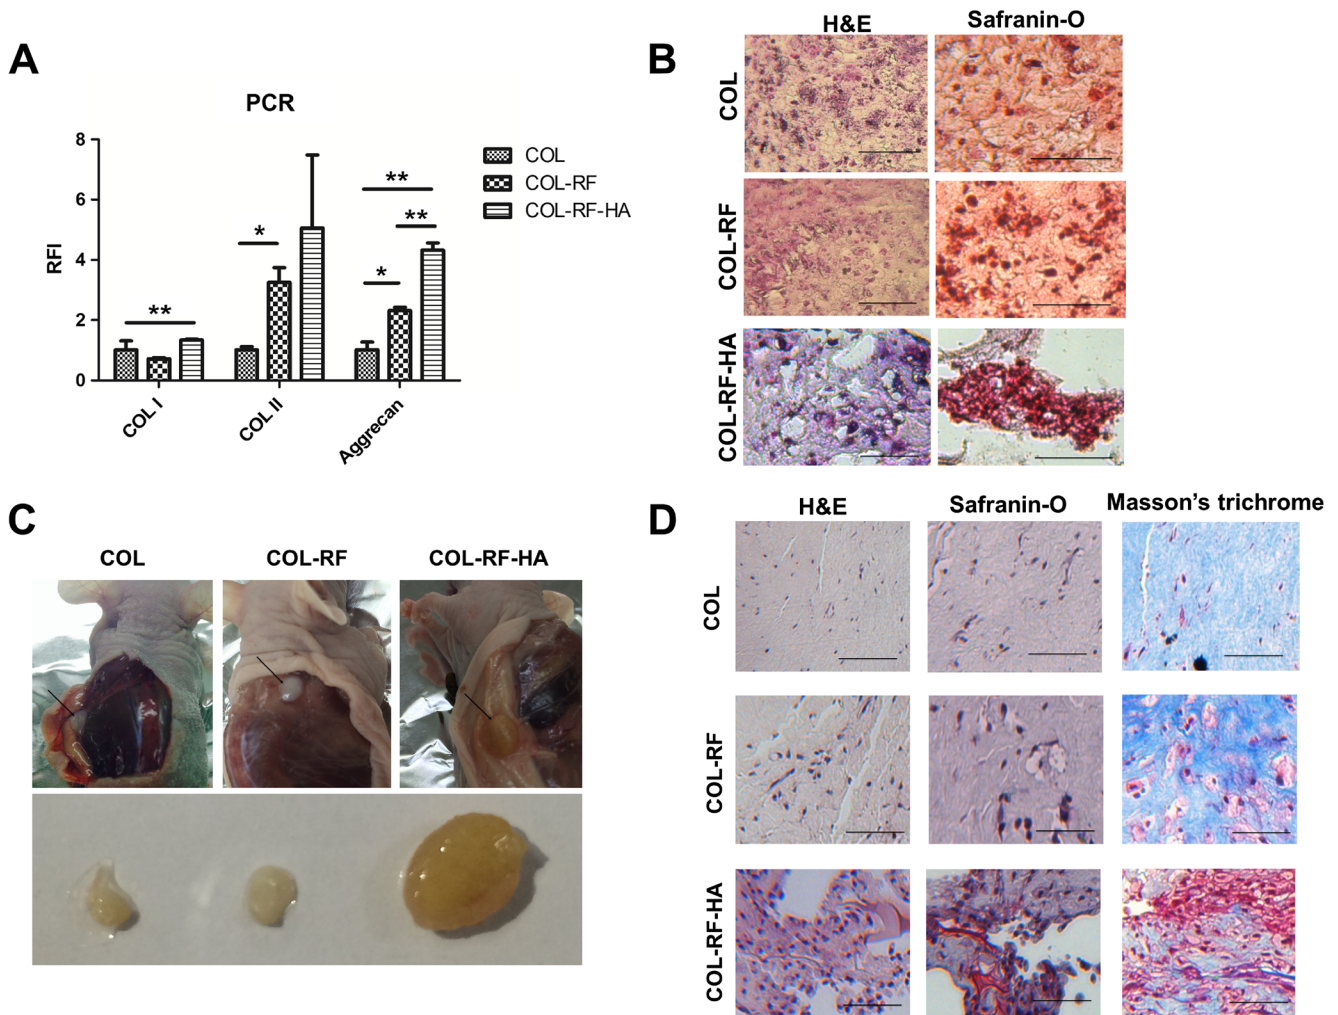 A
PCR
RFI
8
6
4
2
0
**
*
**
**
*
COL I
COL II
Aggrecan
COL
COL-RF
COL-RF-HA
B
H&E
Safranin-O
COL
COL-RF
COL-RF-HA
C
COL
COL-RF
COL-RF-HA
D
H&E
Safranin-O
Masson's trichrome
COL
COL-RF
COL-RF-HA